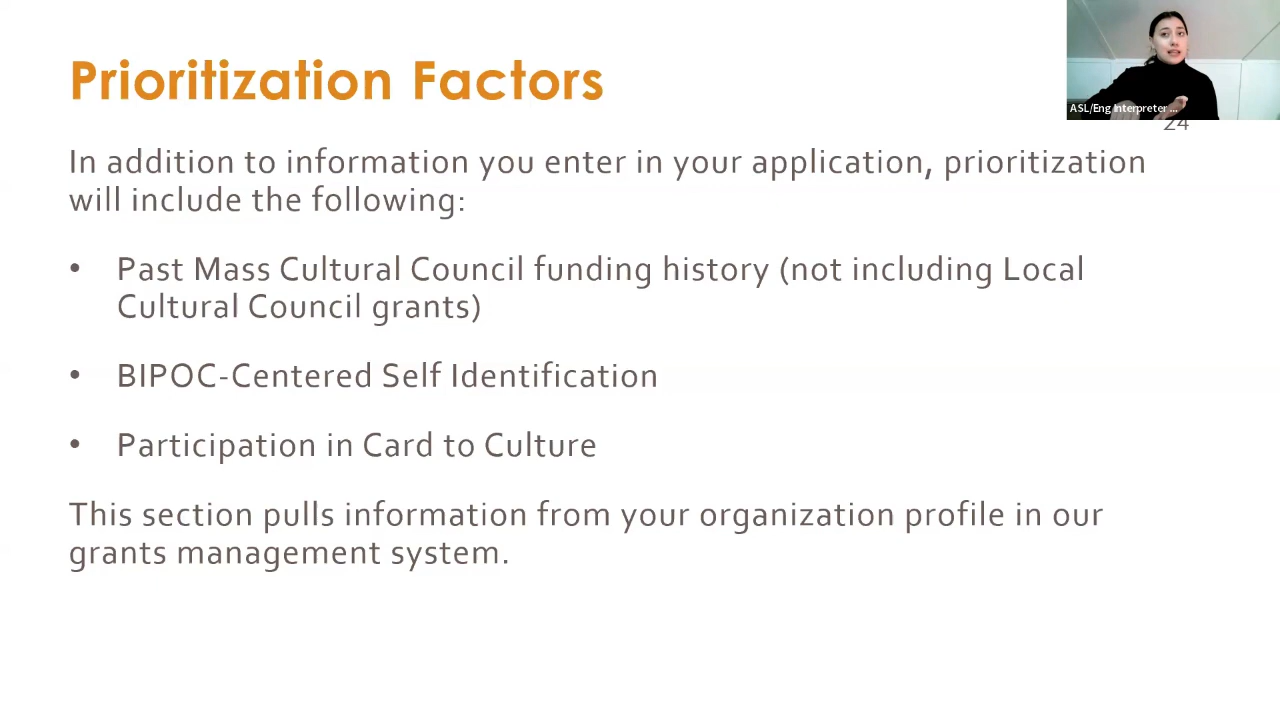 Prioritization Factors
ASL/Eng Interpreter ...
24
In addition to information you enter in your application, prioritization
will include the following:
• Past Mass Cultural Council funding history (not including Local
Cultural Council grants)
• BIPOC-Centered Self Identification
• Participation in Card to Culture
This section pulls information from your organization profile in our
grants management system.